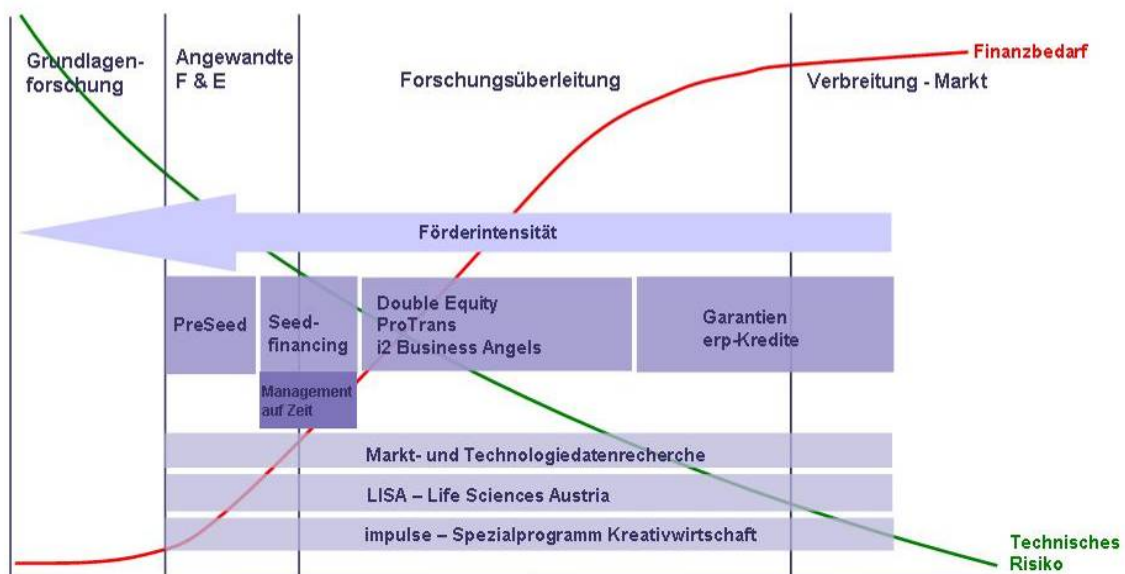 Grundlagen-
forschung
Angewandte
F & E
Forschungsüberleitung
Verbreitung - Markt
Finanzbedarf
Förderintensität
PreSeed
Seed-
financing
Double Equity
ProTrans
i2 Business Angels
Garantien
erp-Kredite
Management
auf Zeit
Markt- und Technologiedatenrecherche
LISA – Life Sciences Austria
impulse – Spezialprogramm Kreativwirtschaft
Technisches
Risiko